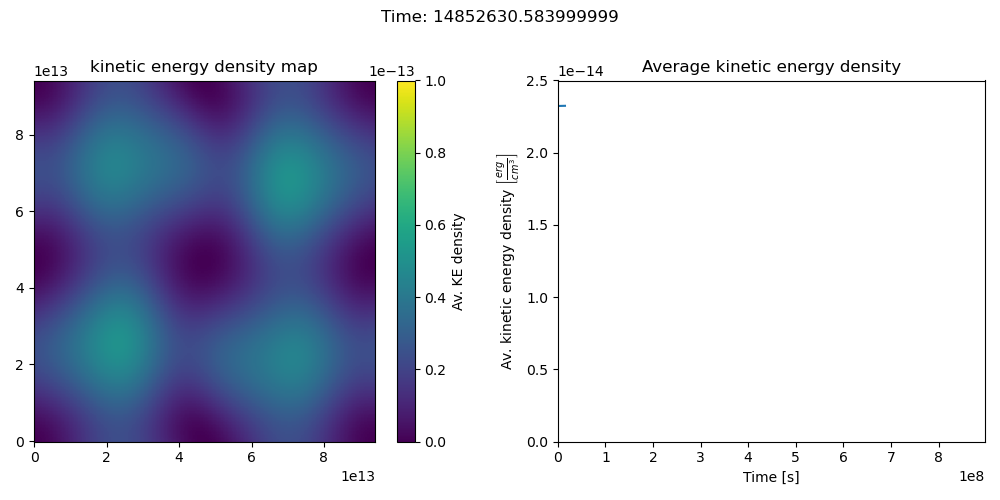 Time: 14852630.583999999
kinetic energy density map
1e13
1e−13
8
6
4
2
0
0
2
4
6
8
1e13
1.0
0.8
0.6
0.4
0.2
0.0
Av. KE density
Average kinetic energy density
1e−14
2.5
2.0
1.5
1.0
0.5
0.0
Av. kinetic energy density [erg/cm³]
0
1
2
3
4
5
6
7
8
Time [s]
1e8